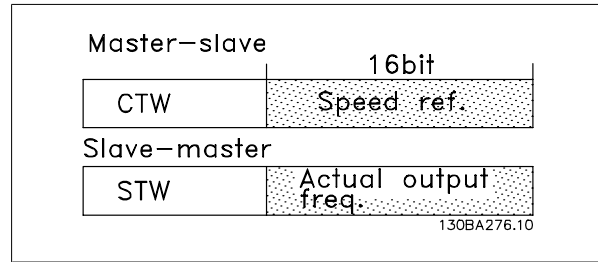 Master-slave
16bit
CTW
Speed ref.
Slave-master
STW
Actual output
freq.
130BA276.10